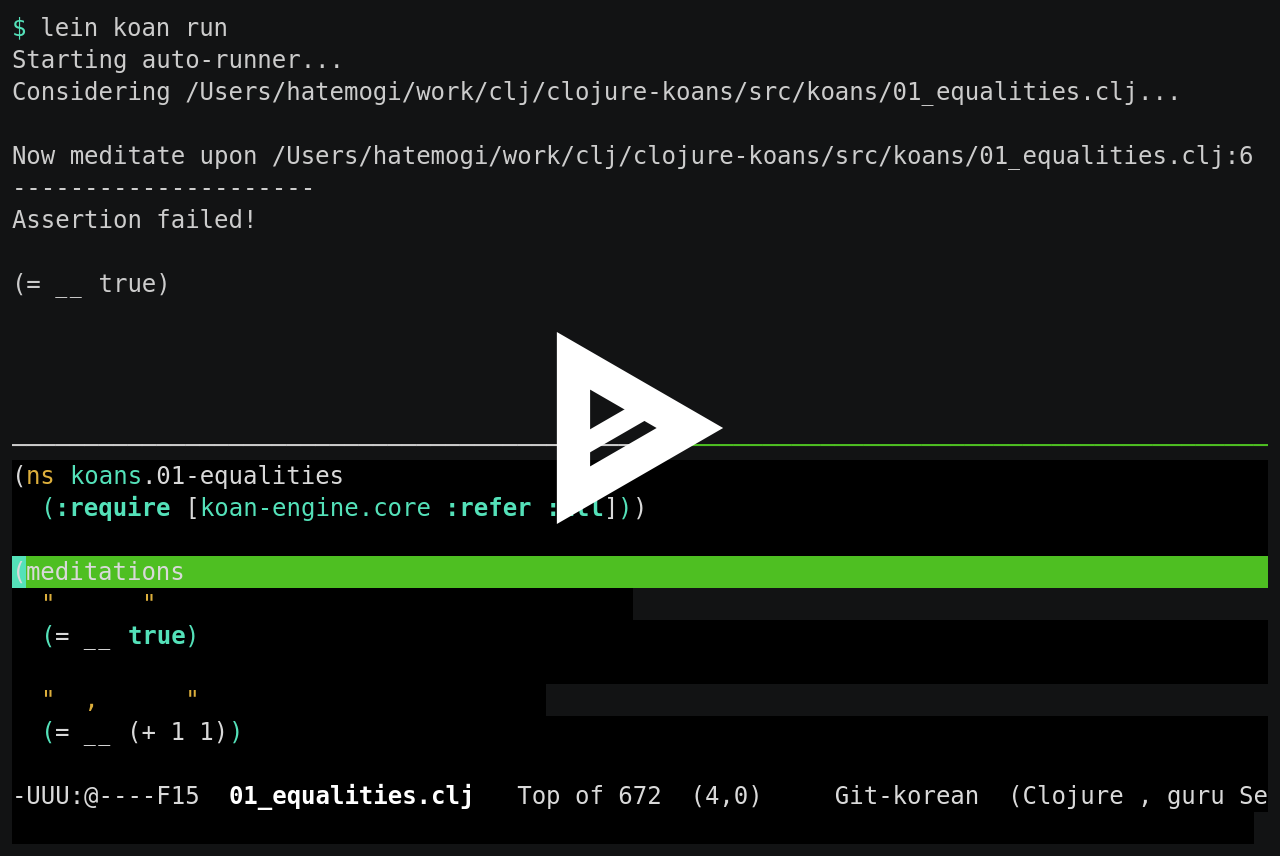 $ lein koan run
Starting auto-runner...
Considering /Users/hatemogi/work/clj/clojure-koans/src/koans/01_equalities.clj...
Now meditate upon /Users/hatemogi/work/clj/clojure-koans/src/koans/01_equalities.clj:6
---------------------
Assertion failed!
(= __ true)
(ns koans.01-equalities
  (:require [koan-engine.core :refer :all]))
(meditations
  "      "
  (= __ true)
  "  ,      "
  (= __ (+ 1 1))
-UUU:@----F15  01_equalities.clj   Top of 672  (4,0)     Git-korean  (Clojure , guru Se